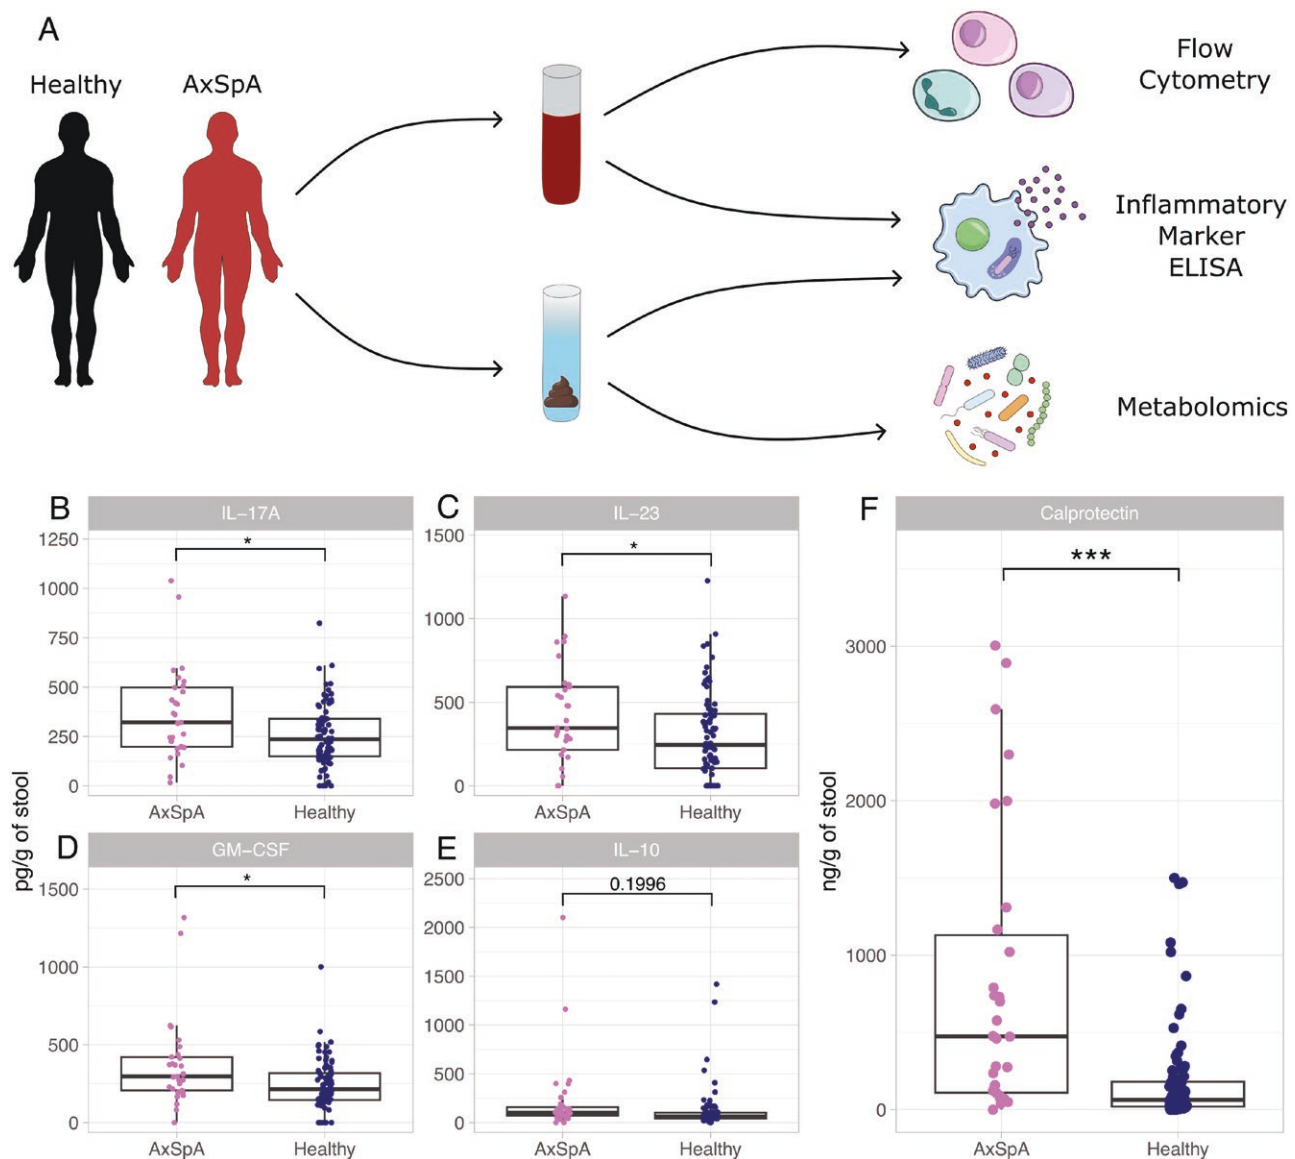 A
Healthy
AxSpA
Flow
Cytometry
Inflammatory
Marker
ELISA
Metabolomics
B
IL−17A
*
1250
1000
750
500
250
0
AxSpA
Healthy
C
IL−23
*
1500
1000
500
0
AxSpA
Healthy
pg/g of stool
D
GM−CSF
*
1500
1000
500
0
AxSpA
Healthy
E
IL−10
0.1996
2500
2000
1500
1000
500
0
AxSpA
Healthy
F
Calprotectin
***
ng/g of stool
3000
2000
1000
0
AxSpA
Healthy